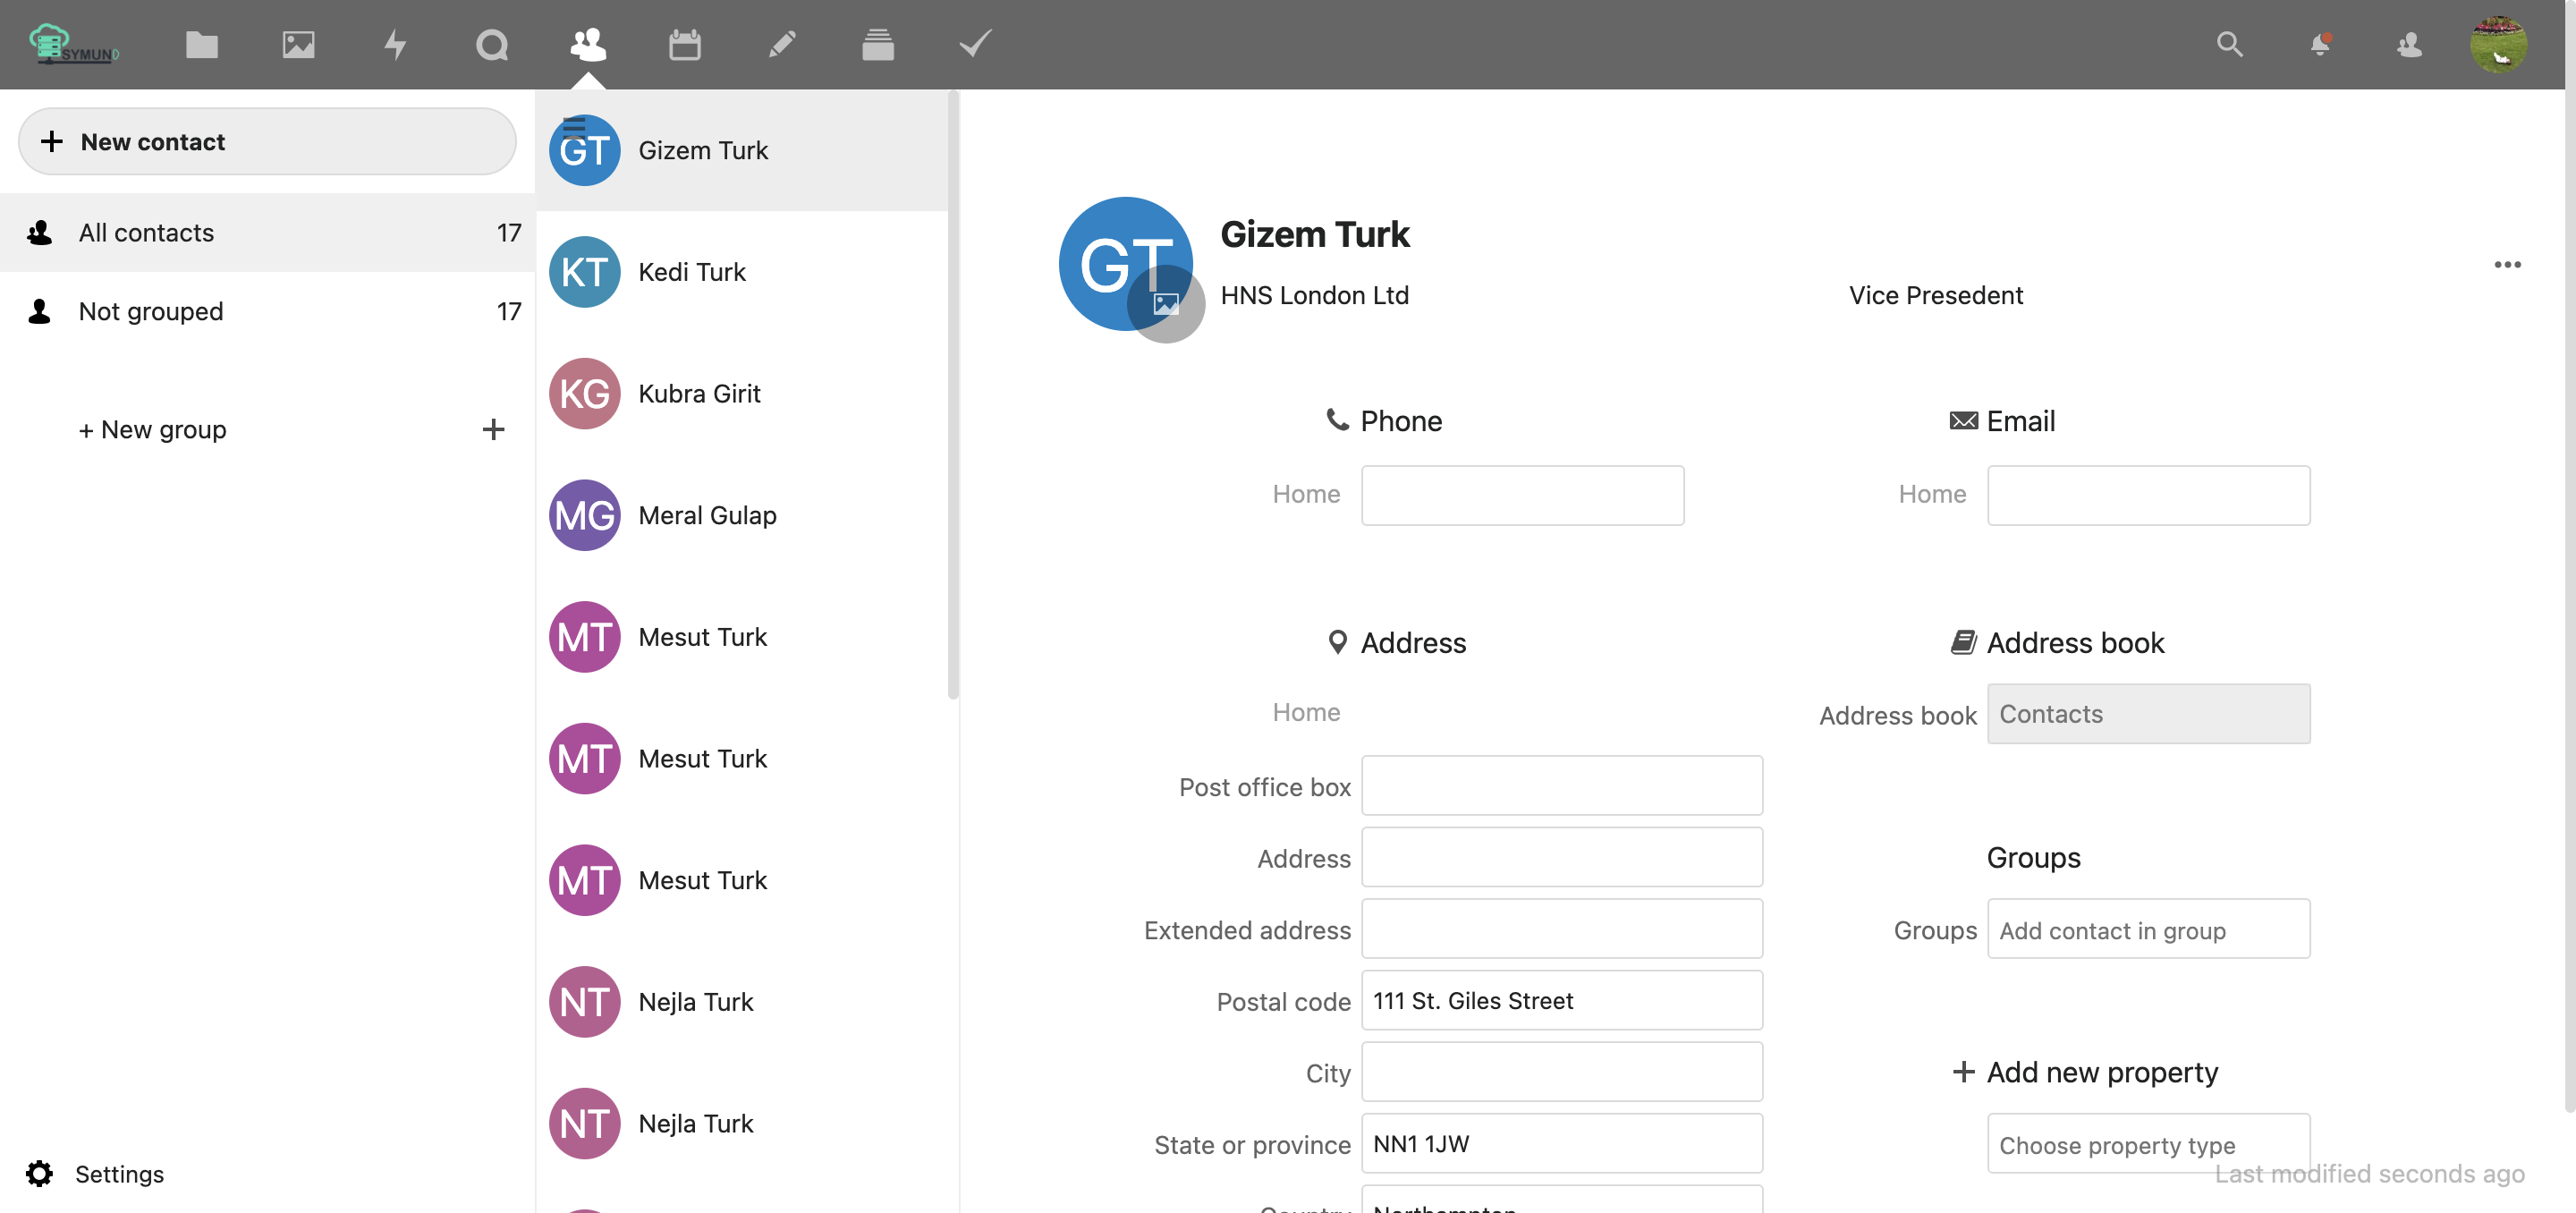 SYMUND
New contact
All contacts 17
Not grouped 17
+ New group
Settings
GT Gizem Turk
KT Kedi Turk
KG Kubra Girit
MG Meral Gulap
MT Mesut Turk
MT Mesut Turk
MT Mesut Turk
NT Nejla Turk
NT Nejla Turk
GT
Gizem Turk
HNS London Ltd
Vice Presedent
Phone
Home
Email
Home
Address
Home
Post office box
Address
Extended address
Postal code 111 St. Giles Street
City
State or province NN1 1JW
Country Northampton
Address book
Address book Contacts
Groups
Groups Add contact in group
Add new property
Choose property type
Last modified seconds ago